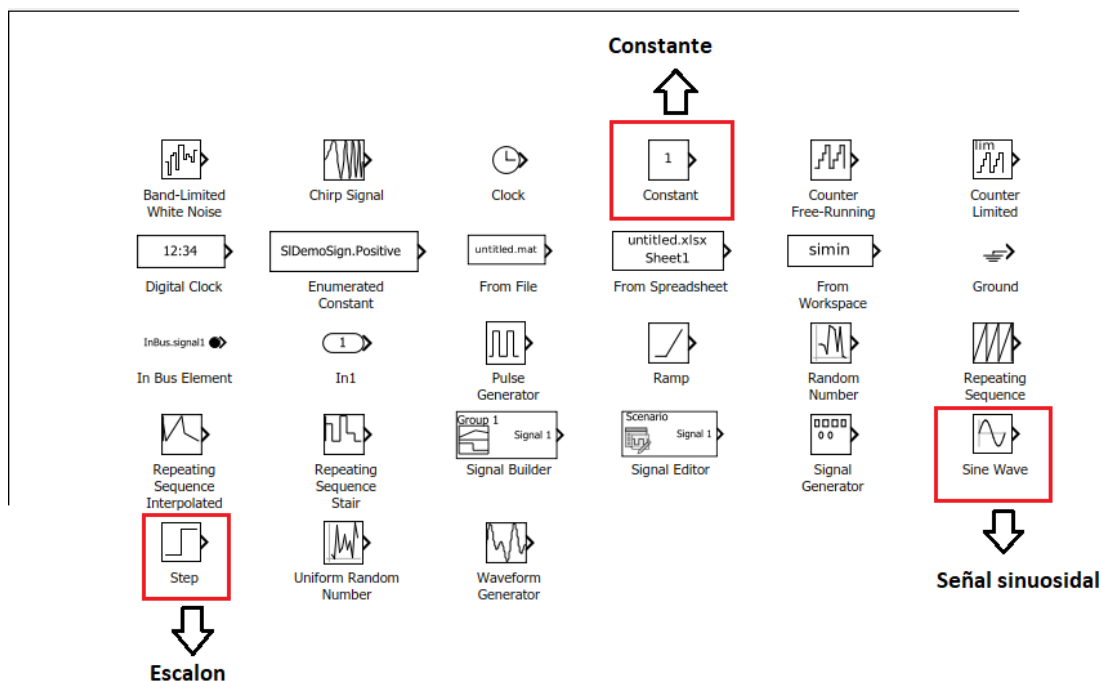 Constante
1
lim
Band-Limited
White Noise
Chirp Signal
Clock
Constant
Counter
Free-Running
Counter
Limited
12:34
SlDemoSign.Positive
untitled.mat
untitled.xlsx
Sheet1
simin
Digital Clock
Enumerated
Constant
From File
From Spreadsheet
From
Workspace
Ground
InBus.signal1
1
In Bus Element
In1
Pulse
Generator
Ramp
Random
Number
Repeating
Sequence
Group 1
Signal 1
Scenario
Signal 1
Repeating
Sequence
Interpolated
Repeating
Sequence
Stair
Signal Builder
Signal Editor
Signal
Generator
Sine Wave
Step
Uniform Random
Number
Waveform
Generator
Señal sinuosidal
Escalon